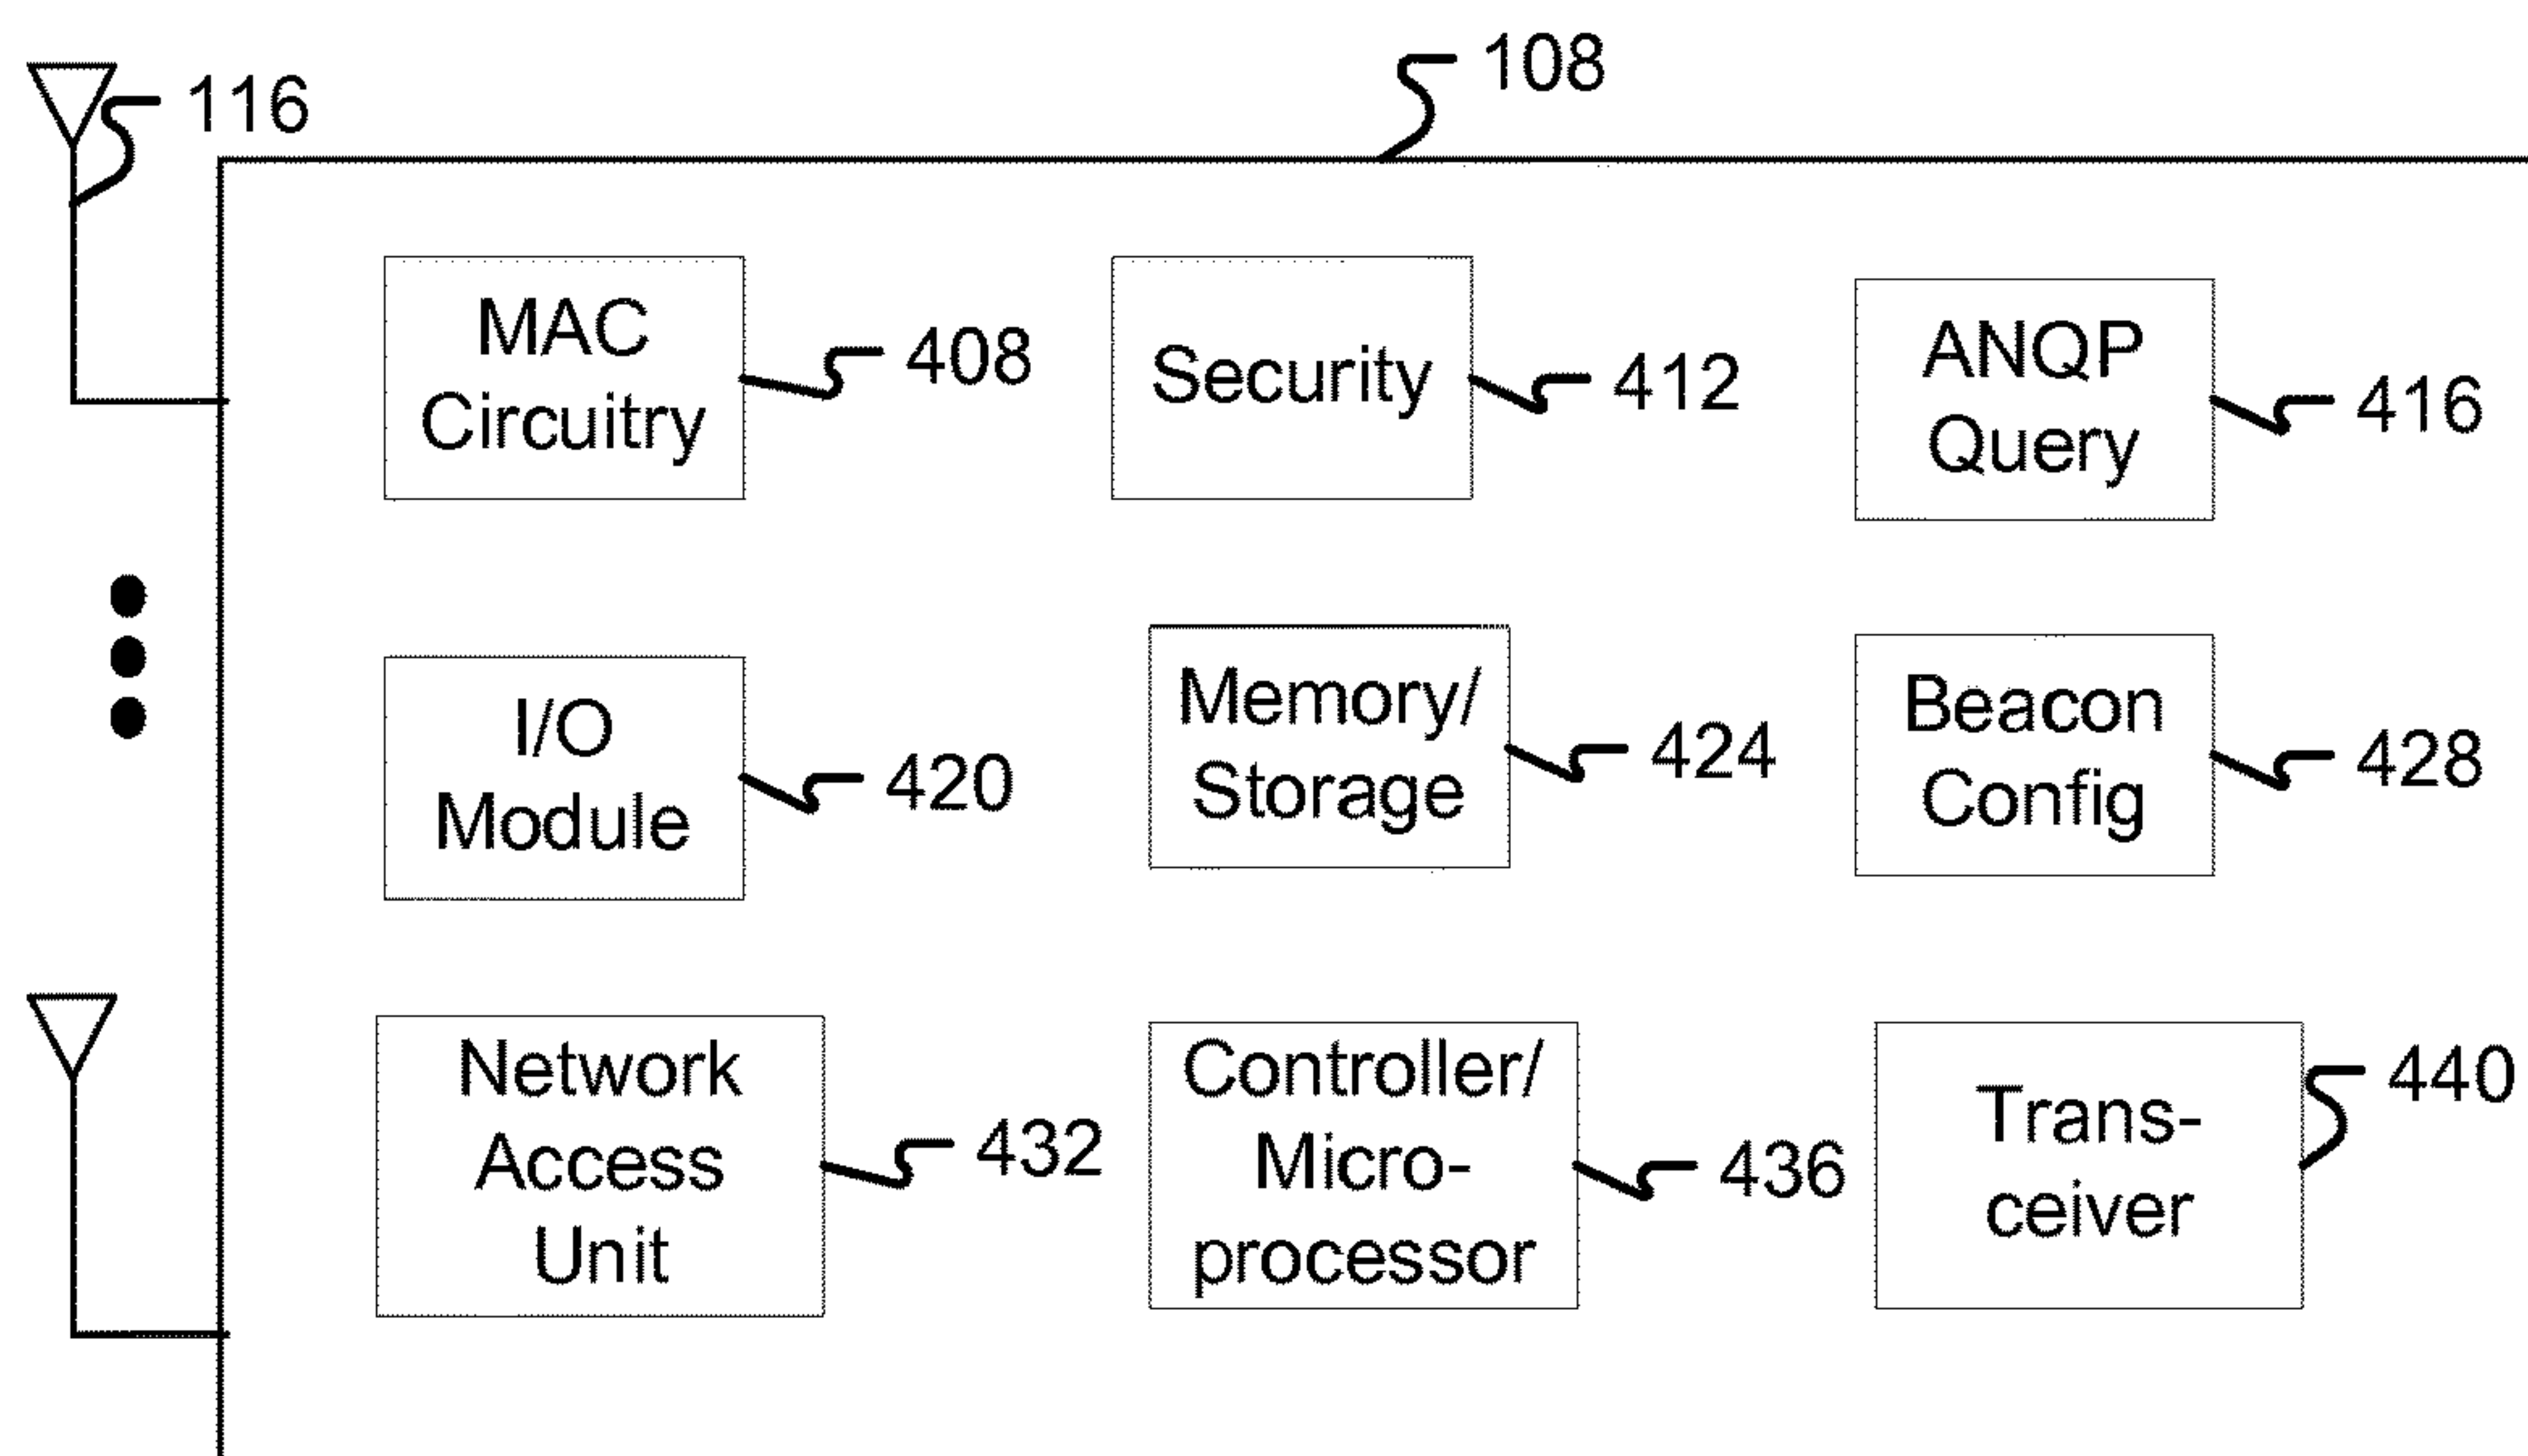 116
108
MAC
Circuitry
408
Security
412
ANQP
Query
416
I/O
Module
420
Memory/
Storage
424
Beacon
Config
428
Network
Access
Unit
432
Controller/
Micro-
processor
436
Trans-
ceiver
440